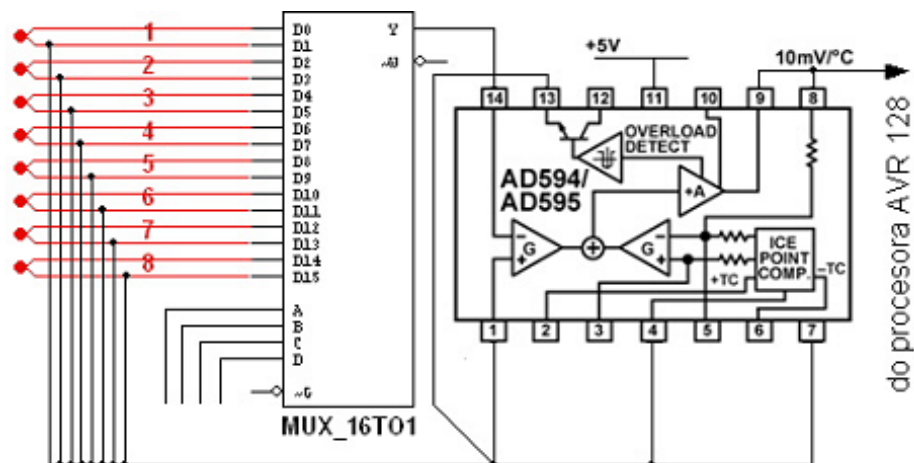 1
2
3
4
5
6
7
8
D0
D1
D2
D3
D4
D5
D6
D7
D8
D9
D10
D11
D12
D13
D14
D15
A
B
C
D
~G
Y
~W
MUX_16TO1
+5V
10mV/°C
14
13
12
11
10
9
8
OVERLOAD
DETECT
AD594/
AD595
+A
G
G
ICE
POINT
COMP.
+TC
–TC
1
2
3
4
5
6
7
do procesora AVR 128